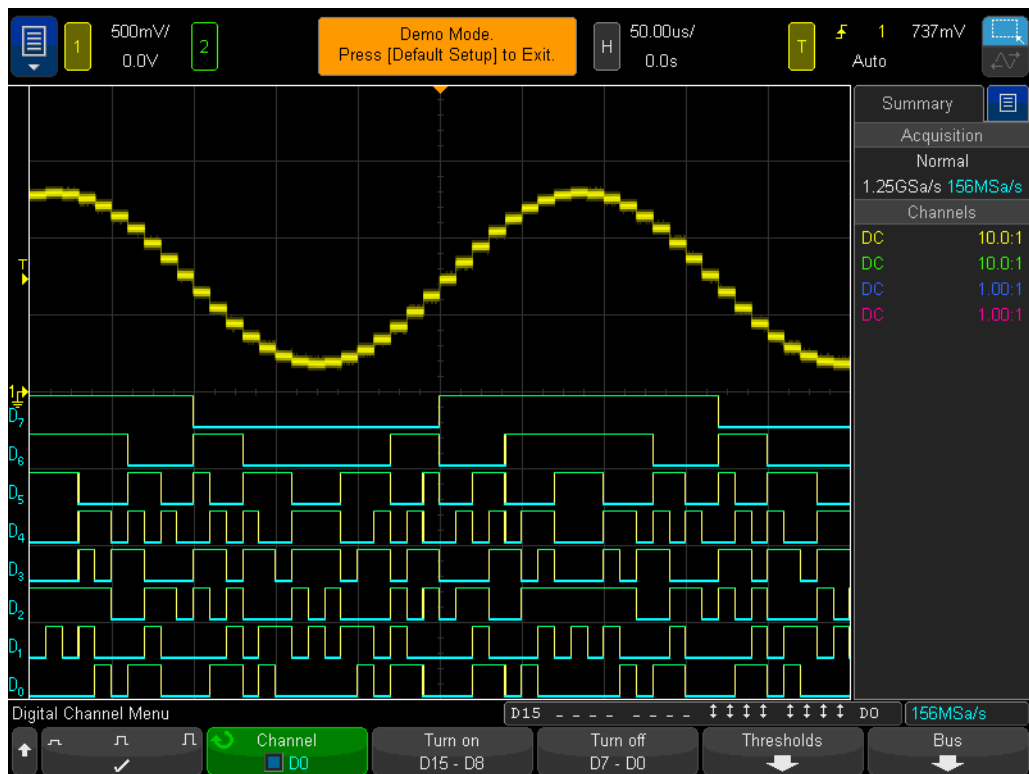 1
500mV/
0.0V
2
Demo Mode.
Press [Default Setup] to Exit.
H
50.00us/
0.0s
T
1
737mV
Auto
Summary
Acquisition
Normal
1.25GSa/s 156MSa/s
Channels
DC 10.0:1
DC 10.0:1
DC 1.00:1
DC 1.00:1
T
1
D7
D6
D5
D4
D3
D2
D1
D0
Digital Channel Menu
D15 _ _ _ _ _ _ _ _ ↕ ↕ ↕ ↕ ↕ ↕ ↕ ↕ D0
156MSa/s
Channel
D0
Turn on
D15 - D8
Turn off
D7 - D0
Thresholds
Bus